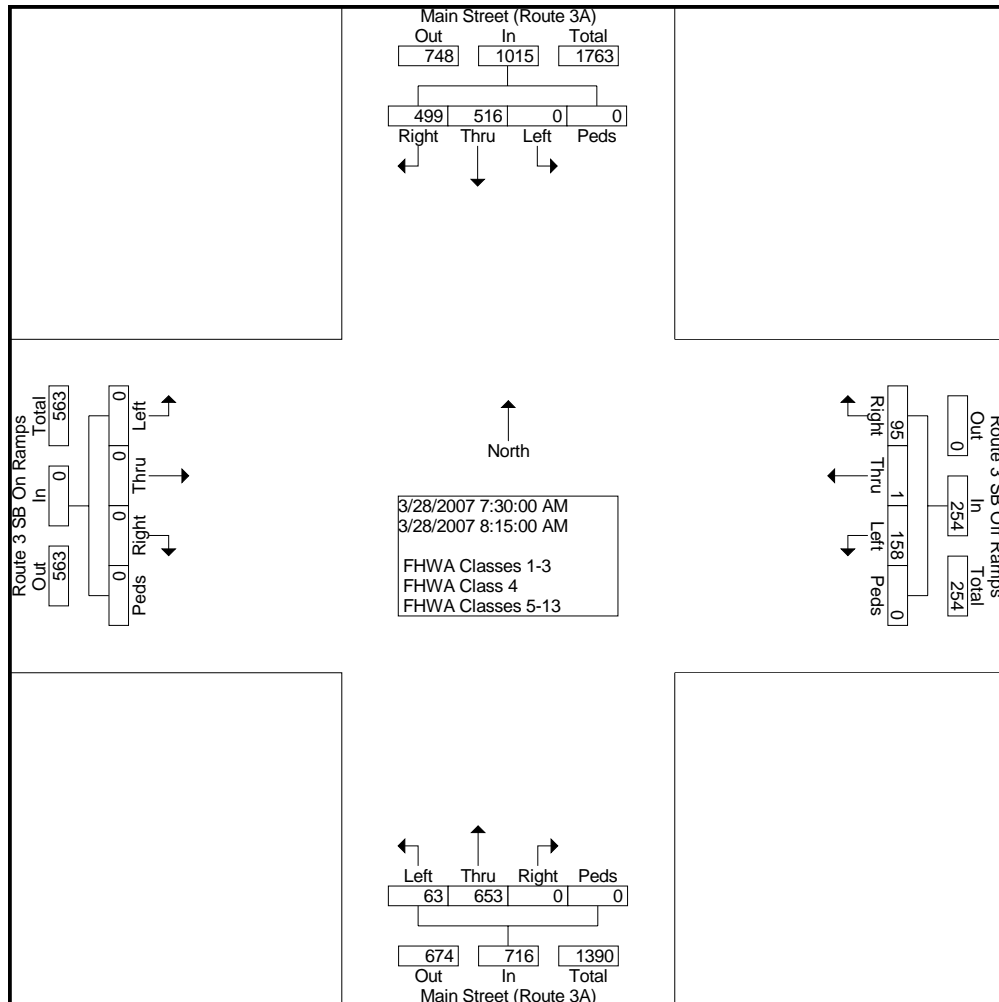 Main Street (Route 3A)
Out In Total
748 1015 1763
499 516 0 0
Right Thru Left Peds
Route 3 SB On Ramps
Total In Out
563 0 563
0 0 0 0
Left Thru Right Peds
North
3/28/2007 7:30:00 AM
3/28/2007 8:15:00 AM
FHWA Classes 1-3
FHWA Class 4
FHWA Classes 5-13
Route 3 SB Off Ramps
Out In Total
0 254 254
95 1 158 0
Right Thru Left Peds
Left Thru Right Peds
63 653 0 0
674 716 1390
Out In Total
Main Street (Route 3A)